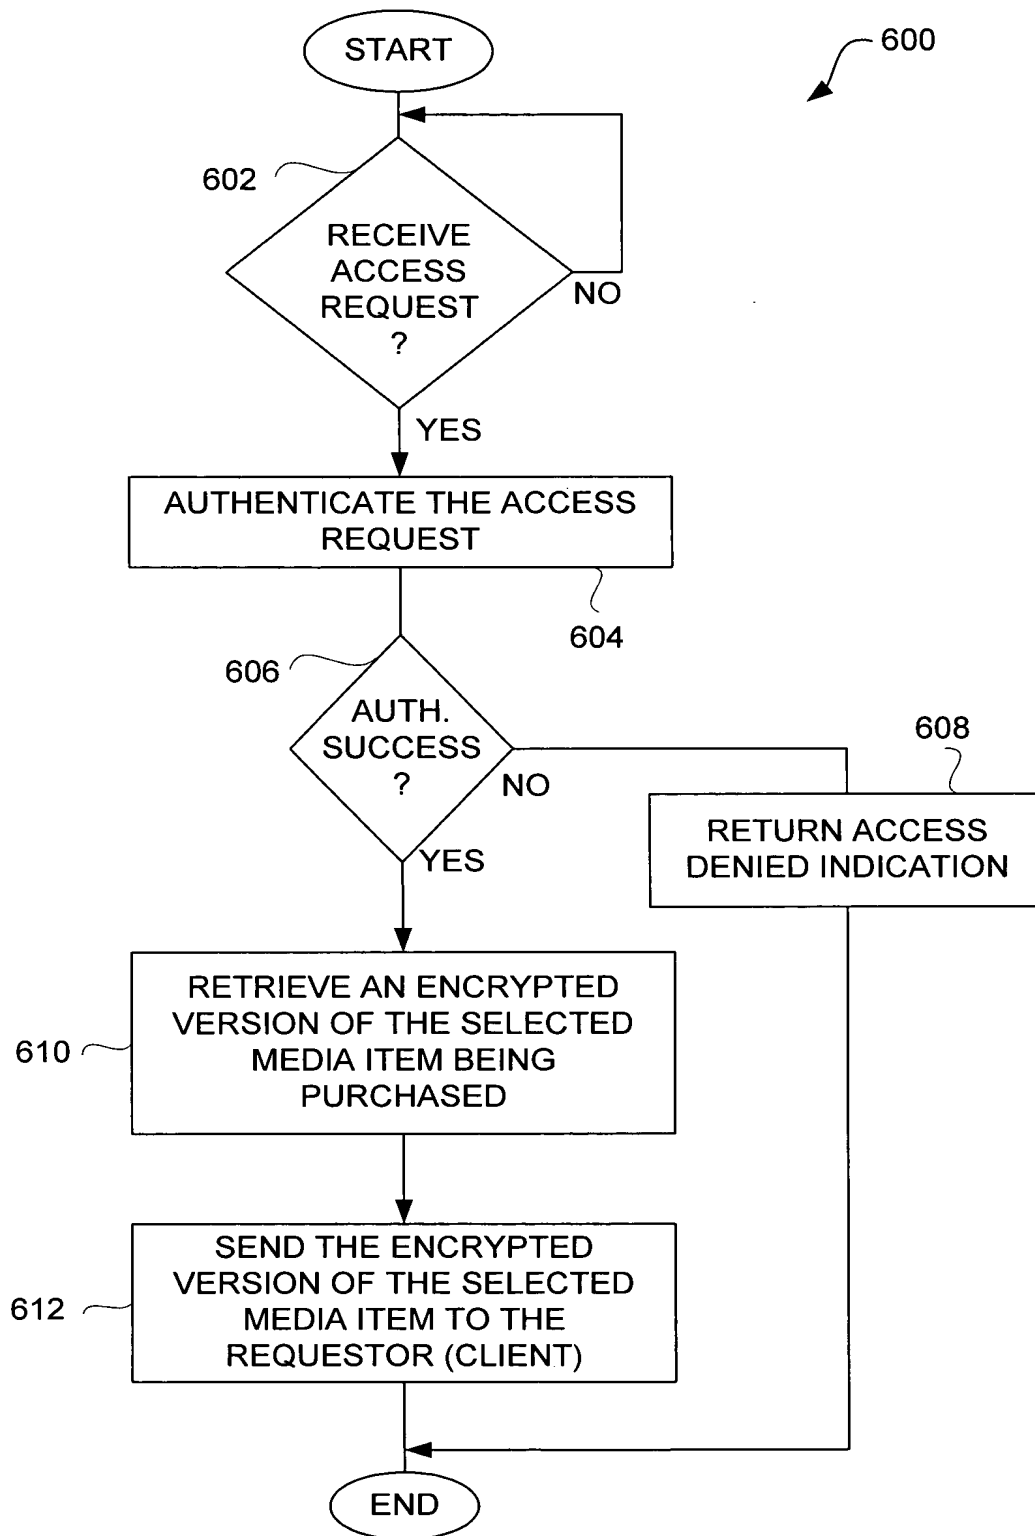 START
600
602
RECEIVE
ACCESS
REQUEST
?
NO
YES
AUTHENTICATE THE ACCESS
REQUEST
604
606
AUTH.
SUCCESS
?
NO
YES
608
RETURN ACCESS
DENIED INDICATION
RETRIEVE AN ENCRYPTED
VERSION OF THE SELECTED
MEDIA ITEM BEING
PURCHASED
610
SEND THE ENCRYPTED
VERSION OF THE SELECTED
MEDIA ITEM TO THE
REQUESTOR (CLIENT)
612
END